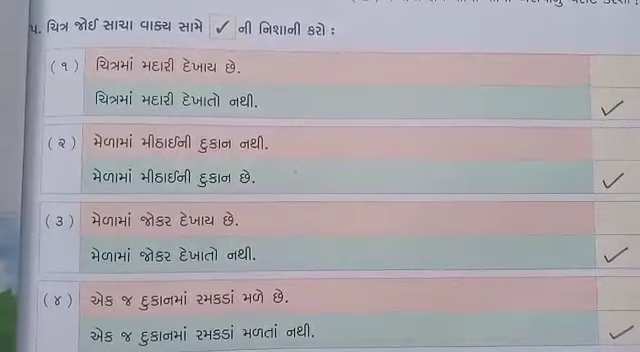 ૫. ચિત્ર જોઈ સાચા વાક્ય સામે ✓ ની નિશાની કરો :
(૧) ચિત્રમાં મદારી દેખાય છે.
ચિત્રમાં મદારી દેખાતો નથી. ✓
(૨) મેળામાં મીઠાઈની દુકાન નથી.
મેળામાં મીઠાઈની દુકાન છે. ✓
(૩) મેળામાં જોકર દેખાય છે.
મેળામાં જોકર દેખાતો નથી. ✓
(૪) એક જ દુકાનમાં રમકડાં મળે છે.
એક જ દુકાનમાં રમકડાં મળતાં નથી. ✓